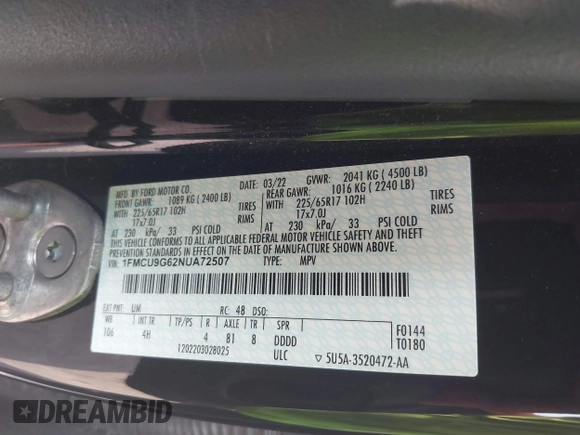 MFD. BY FORD MOTOR CO.
DATE: 03/22 GVWR: 2041 KG ( 4500 LB)
FRONT GAWR: 1089 KG ( 2400 LB) REAR GAWR: 1016 KG ( 2240 LB)
WITH 225/65R17 102H TIRES WITH 225/65R17 102H TIRES
17x7.0J RIMS 17x7.0J RIMS
AT 230 kPa/ 33 PSI COLD AT 230 kPa/ 33 PSI COLD
THIS VEHICLE CONFORMS TO ALL APPLICABLE FEDERAL MOTOR VEHICLE SAFETY AND THEFT PREVENTION STANDARDS IN EFFECT ON THE DATE OF MANUFACTURE SHOWN ABOVE.
VIN: 1FMCU9G62NUA72507 TYPE: MPV
EXT PNT: UM RC: 48 DSO:
WB TP/PS R AXLE TR SPR F0144
106 4H 4 81 8 DDDD T0180
1202203028025 ULC 5U5A-3520472-AA
DREAMBID